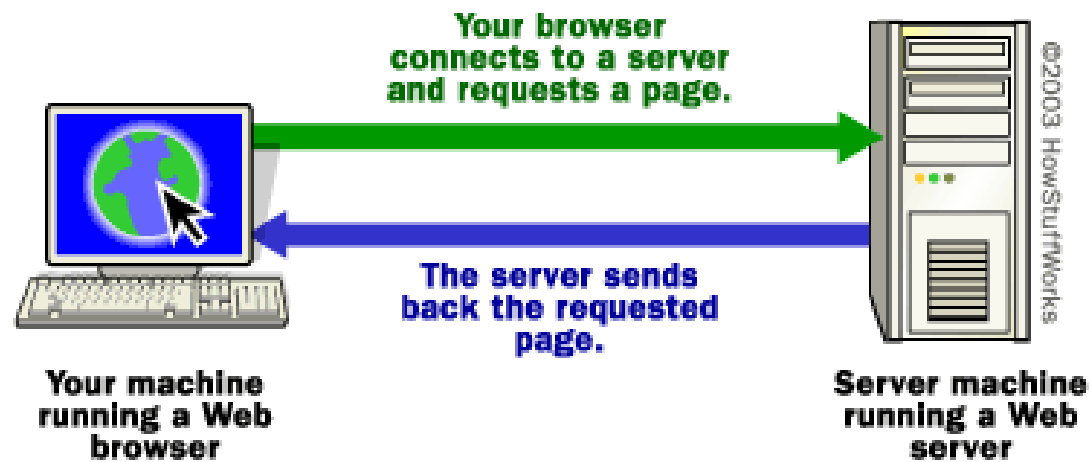 Your browser
connects to a server
and requests a page.
©2003 HowStuffWorks
The server sends
back the requested
page.
Your machine
running a Web
browser
Server machine
running a Web
server